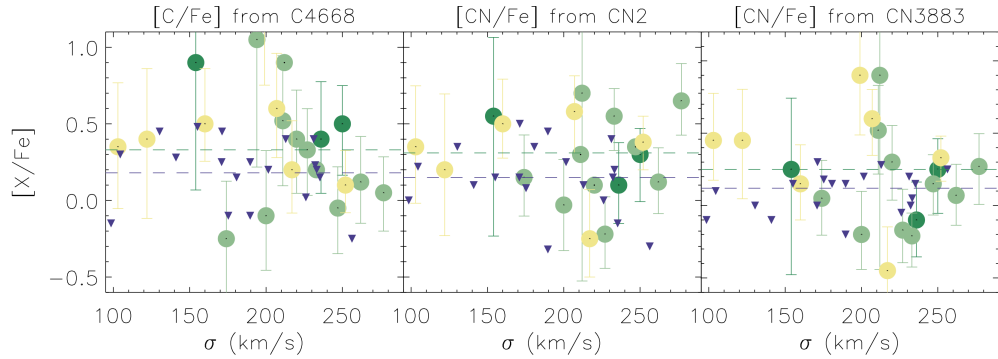 [C/Fe] from C4668
[CN/Fe] from CN2
[CN/Fe] from CN3883
[X/Fe]
1.0
0.5
0.0
−0.5
100 150 200 250
100 150 200 250
100 150 200 250
σ (km/s)
σ (km/s)
σ (km/s)